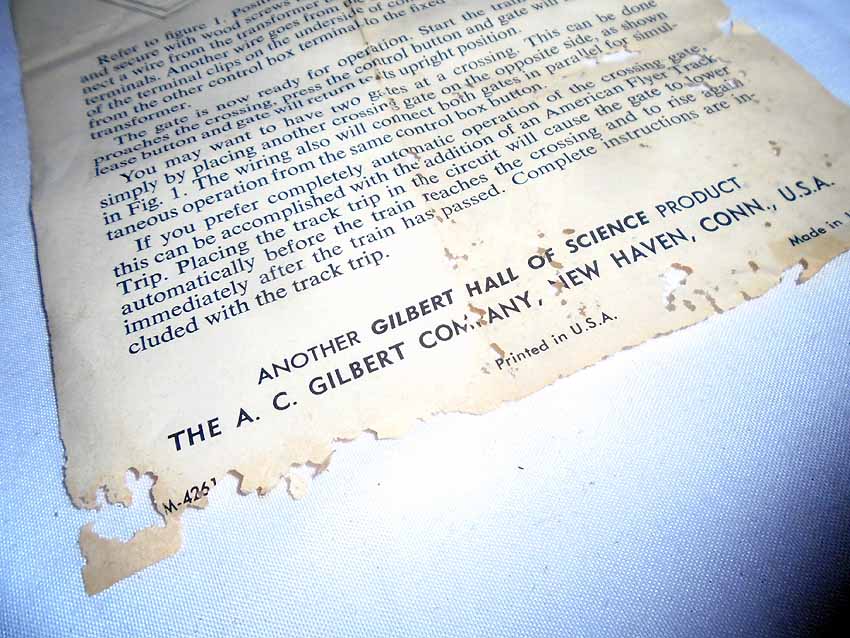 Refer to figure 1. Positi
and secure with wood screws
nect a wire from the transformer
terminals. Another wire goes from the
of the terminal clips on the underside of con
from the other control box terminal to the fixed
transformer.
The gate is now ready for operation. Start the train
proaches the crossing, press the control button and gate will
lease button and gate will return to its upright position.
You may want to have two gates at a crossing. This can be done
simply by placing another crossing gate on the opposite side, as shown
in Fig. 1. The wiring also will connect both gates in parallel for simul-
taneous operation from the same control box button.
If you prefer completely automatic operation of the crossing gate,
this can be accomplished with the addition of an American Flyer Track
Trip. Placing the track trip in the circuit will cause the gate to lower
automatically before the train reaches the crossing and to rise again
immediately after the train has passed. Complete instructions are in-
cluded with the track trip.
ANOTHER GILBERT HALL OF SCIENCE PRODUCT
THE A. C. GILBERT COMPANY, NEW HAVEN, CONN., U.S.A.
Printed in U.S.A.
Made in
M-4261